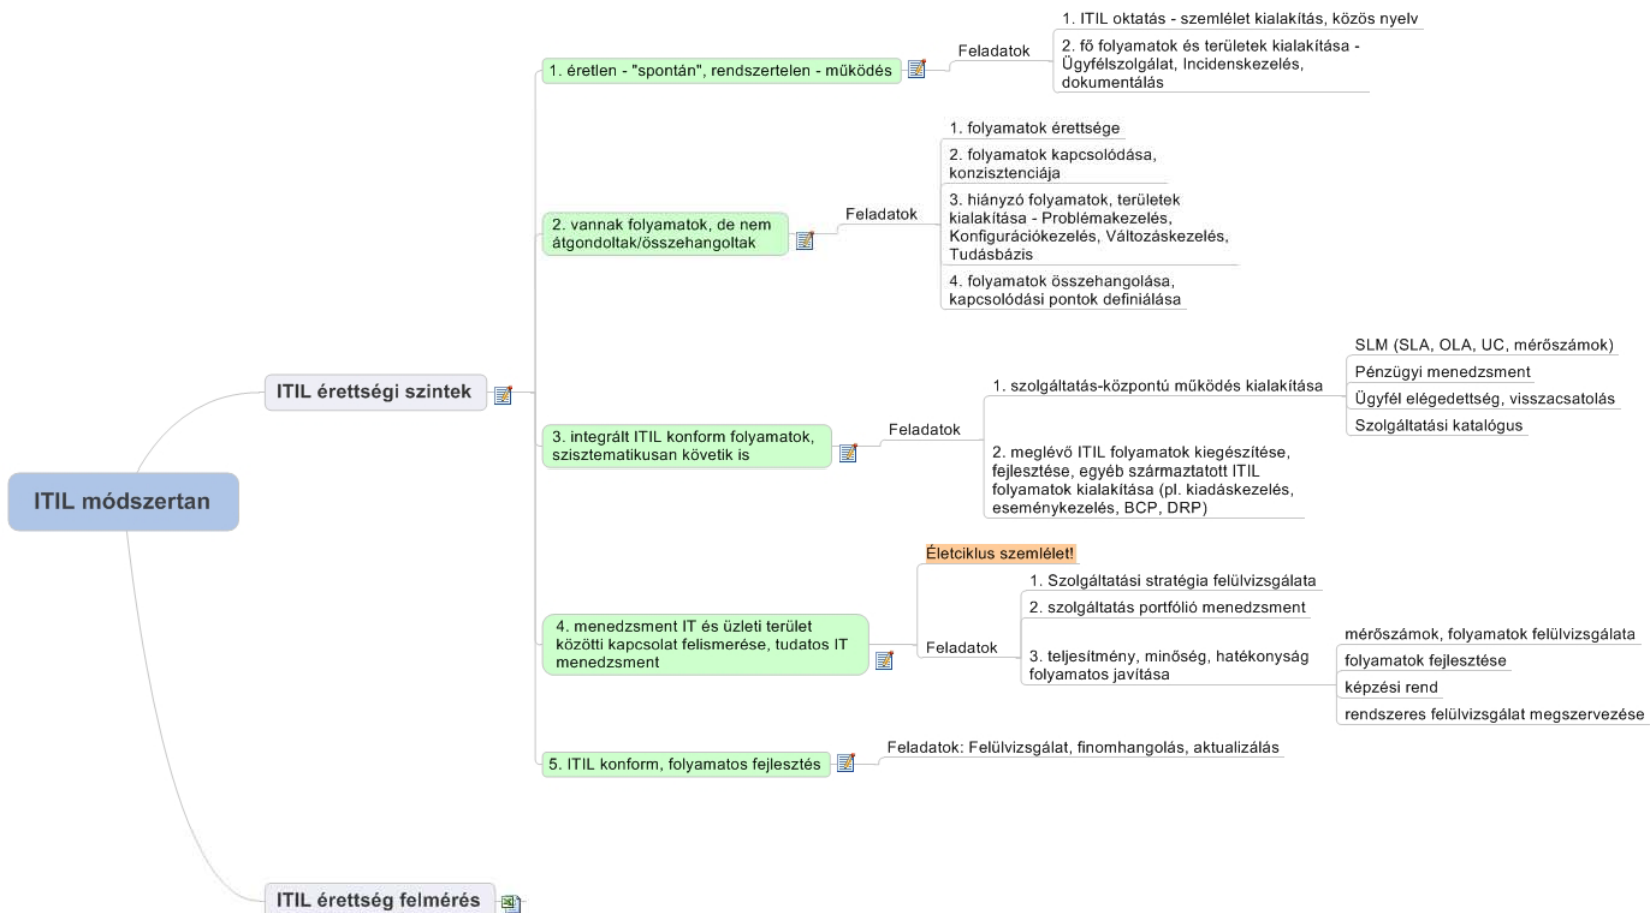 ITIL módszertan
ITIL érettségi szintek
1. éretlen - "spontán", rendszertelen - működés
Feladatok
1. ITIL oktatás - szemlélet kialakítás, közös nyelv
2. fő folyamatok és területek kialakítása -
Ügyfélszolgálat, Incidenskezelés,
dokumentálás
2. vannak folyamatok, de nem
átgondoltak/összehangoltak
Feladatok
1. folyamatok érettsége
2. folyamatok kapcsolódása,
konzisztenciája
3. hiányzó folyamatok, területek
kialakítása - Problémakezelés,
Konfigurációkezelés, Változáskezelés,
Tudásbázis
4. folyamatok összehangolása,
kapcsolódási pontok definiálása
3. integrált ITIL konform folyamatok,
szisztematikusan követik is
Feladatok
1. szolgáltatás-központú működés kialakítása
SLM (SLA, OLA, UC, mérőszámok)
Pénzügyi menedzsment
Ügyfél elégedettség, visszacsatolás
Szolgáltatási katalógus
2. meglévő ITIL folyamatok kiegészítése,
fejlesztése, egyéb származtatott ITIL
folyamatok kialakítása (pl. kiadáskezelés,
eseménykezelés, BCP, DRP)
4. menedzsment IT és üzleti terület
közötti kapcsolat felismerése, tudatos IT
menedzsment
Életciklus szemlélet!
Feladatok
1. Szolgáltatási stratégia felülvizsgálata
2. szolgáltatás portfólió menedzsment
3. teljesítmény, minőség, hatékonyság
folyamatos javítása
mérőszámok, folyamatok felülvizsgálata
folyamatok fejlesztése
képzési rend
rendszeres felülvizsgálat megszervezése
5. ITIL konform, folyamatos fejlesztés
Feladatok: Felülvizsgálat, finomhangolás, aktualizálás
ITIL érettség felmérés